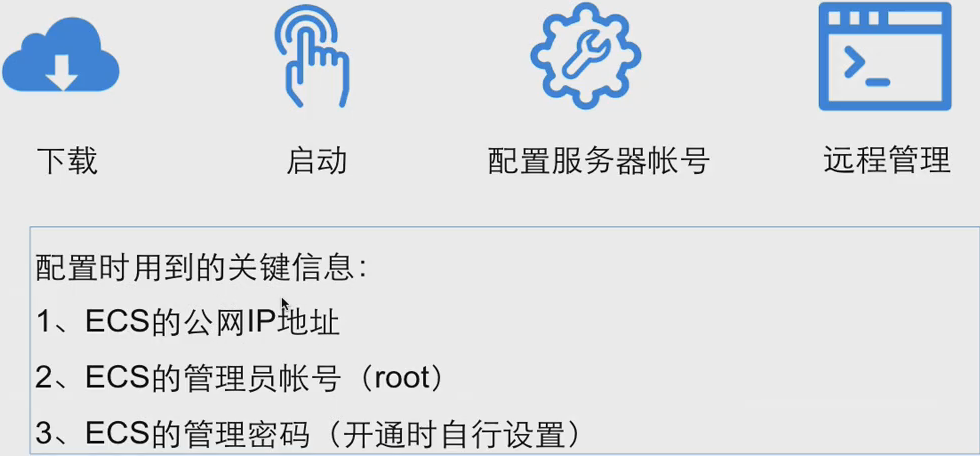 下载
启动
配置服务器帐号
远程管理
配置时用到的关键信息：
1、ECS的公网IP地址
2、ECS的管理员帐号（root）
3、ECS的管理密码（开通时自行设置）